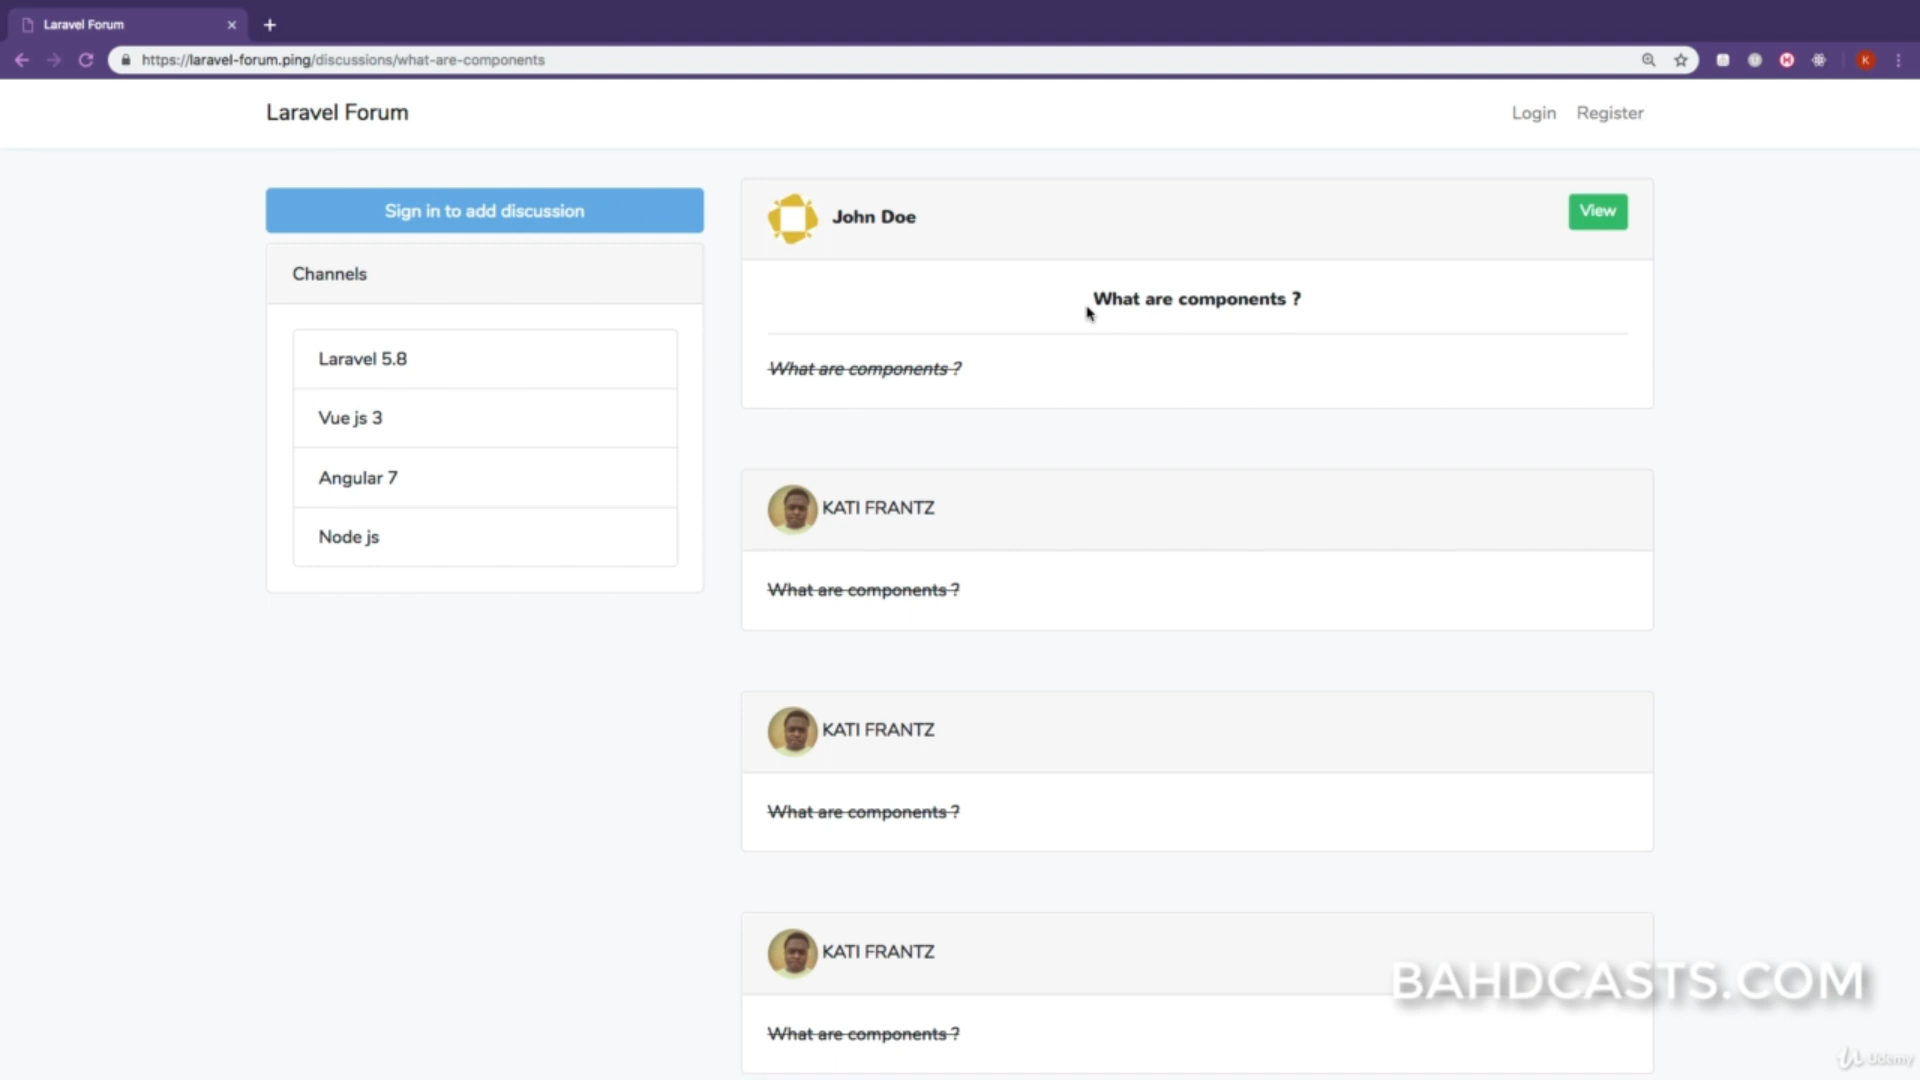 Laravel Forum
https://laravel-forum.ping/discussions/what-are-components
K
Laravel Forum
Login
Register
Sign in to add discussion
Channels
Laravel 5.8
Vue js 3
Angular 7
Node js
John Doe
View
What are components ?
What are components ?
KATI FRANTZ
What are components ?
KATI FRANTZ
What are components ?
KATI FRANTZ
What are components ?
BAHDCASTS.COM
Udemy